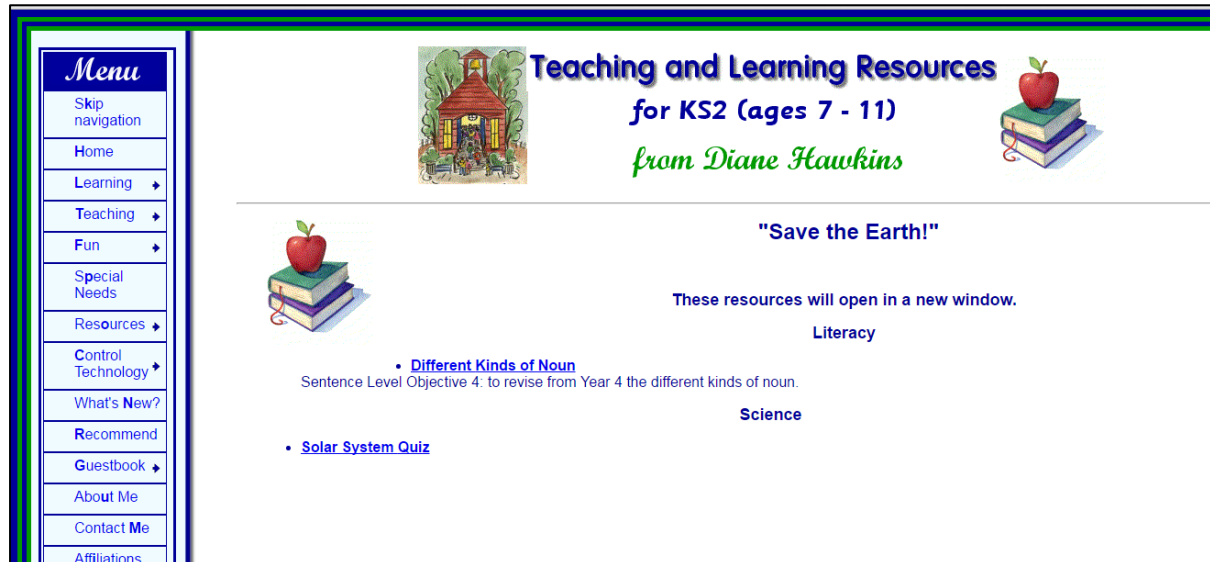 Menu
Skip
navigation
Home
Learning
Teaching
Fun
Special
Needs
Resources
Control
Technology
What's New?
Recommend
Guestbook
About Me
Contact Me
Affiliations
Teaching and Learning Resources
for KS2 (ages 7 - 11)
from Diane Hawkins
"Save the Earth!"
These resources will open in a new window.
Literacy
• Different Kinds of Noun
Sentence Level Objective 4: to revise from Year 4 the different kinds of noun.
Science
• Solar System Quiz